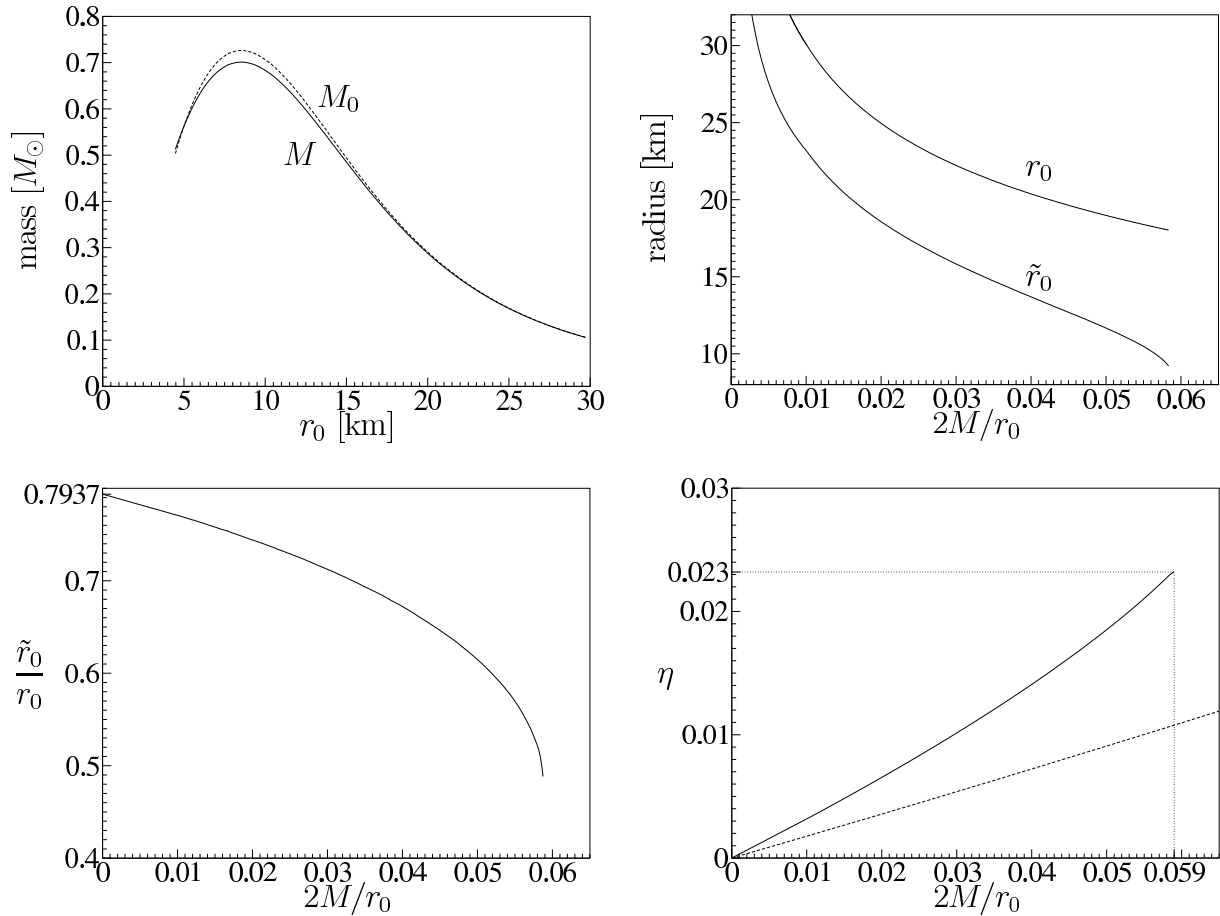 0.8
0.7
0.6
0.5
0.4
0.3
0.2
0.1
0
mass [M⊙]
M₀
M
0 5 10 15 20 25 30
r₀ [km]
30
25
20
15
10
radius [km]
r₀
r̃₀
0 0.01 0.02 0.03 0.04 0.05 0.06
2M/r₀
0.7937
0.7
0.6
0.5
0.4
r̃₀
r₀
0 0.01 0.02 0.03 0.04 0.05 0.06
2M/r₀
0.03
0.023
0.02
0.01
0
η
0 0.01 0.02 0.03 0.04 0.05 0.059
2M/r₀